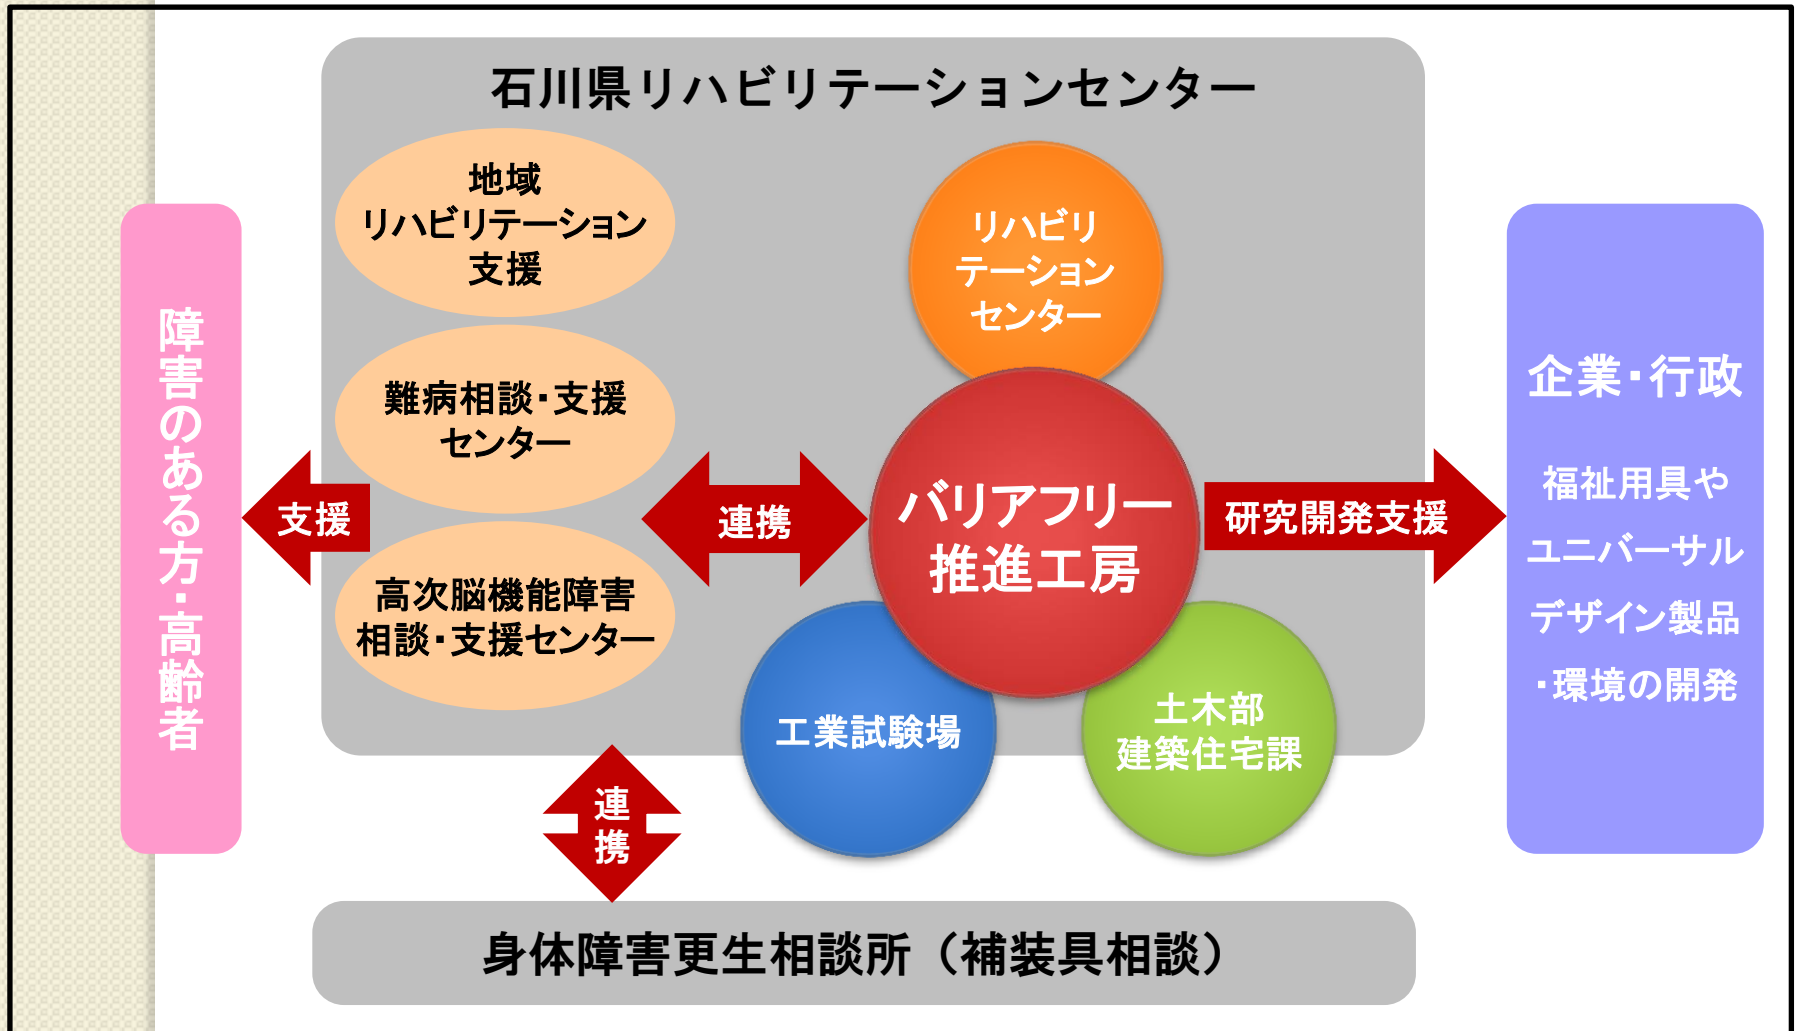 石川県リハビリテーションセンター
地域
リハビリテーション
支援
難病相談・支援
センター
高次脳機能障害
相談・支援センター
リハビリ
テーション
センター
バリアフリー
推進工房
工業試験場
土木部
建築住宅課
障害のある方・高齢者
支援
連携
研究開発支援
企業・行政
福祉用具や
ユニバーサル
デザイン製品
・環境の開発
連
携
身体障害更生相談所（補装具相談）